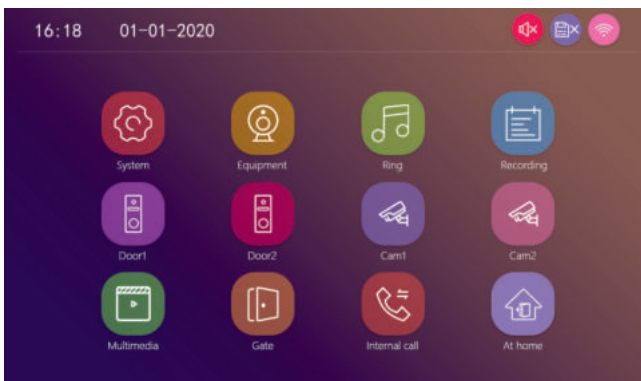 16:18 01-01-2020
System Equipment Ring Recording
Door1 Door2 Cam1 Cam2
Multimedia Gate Internal call At home